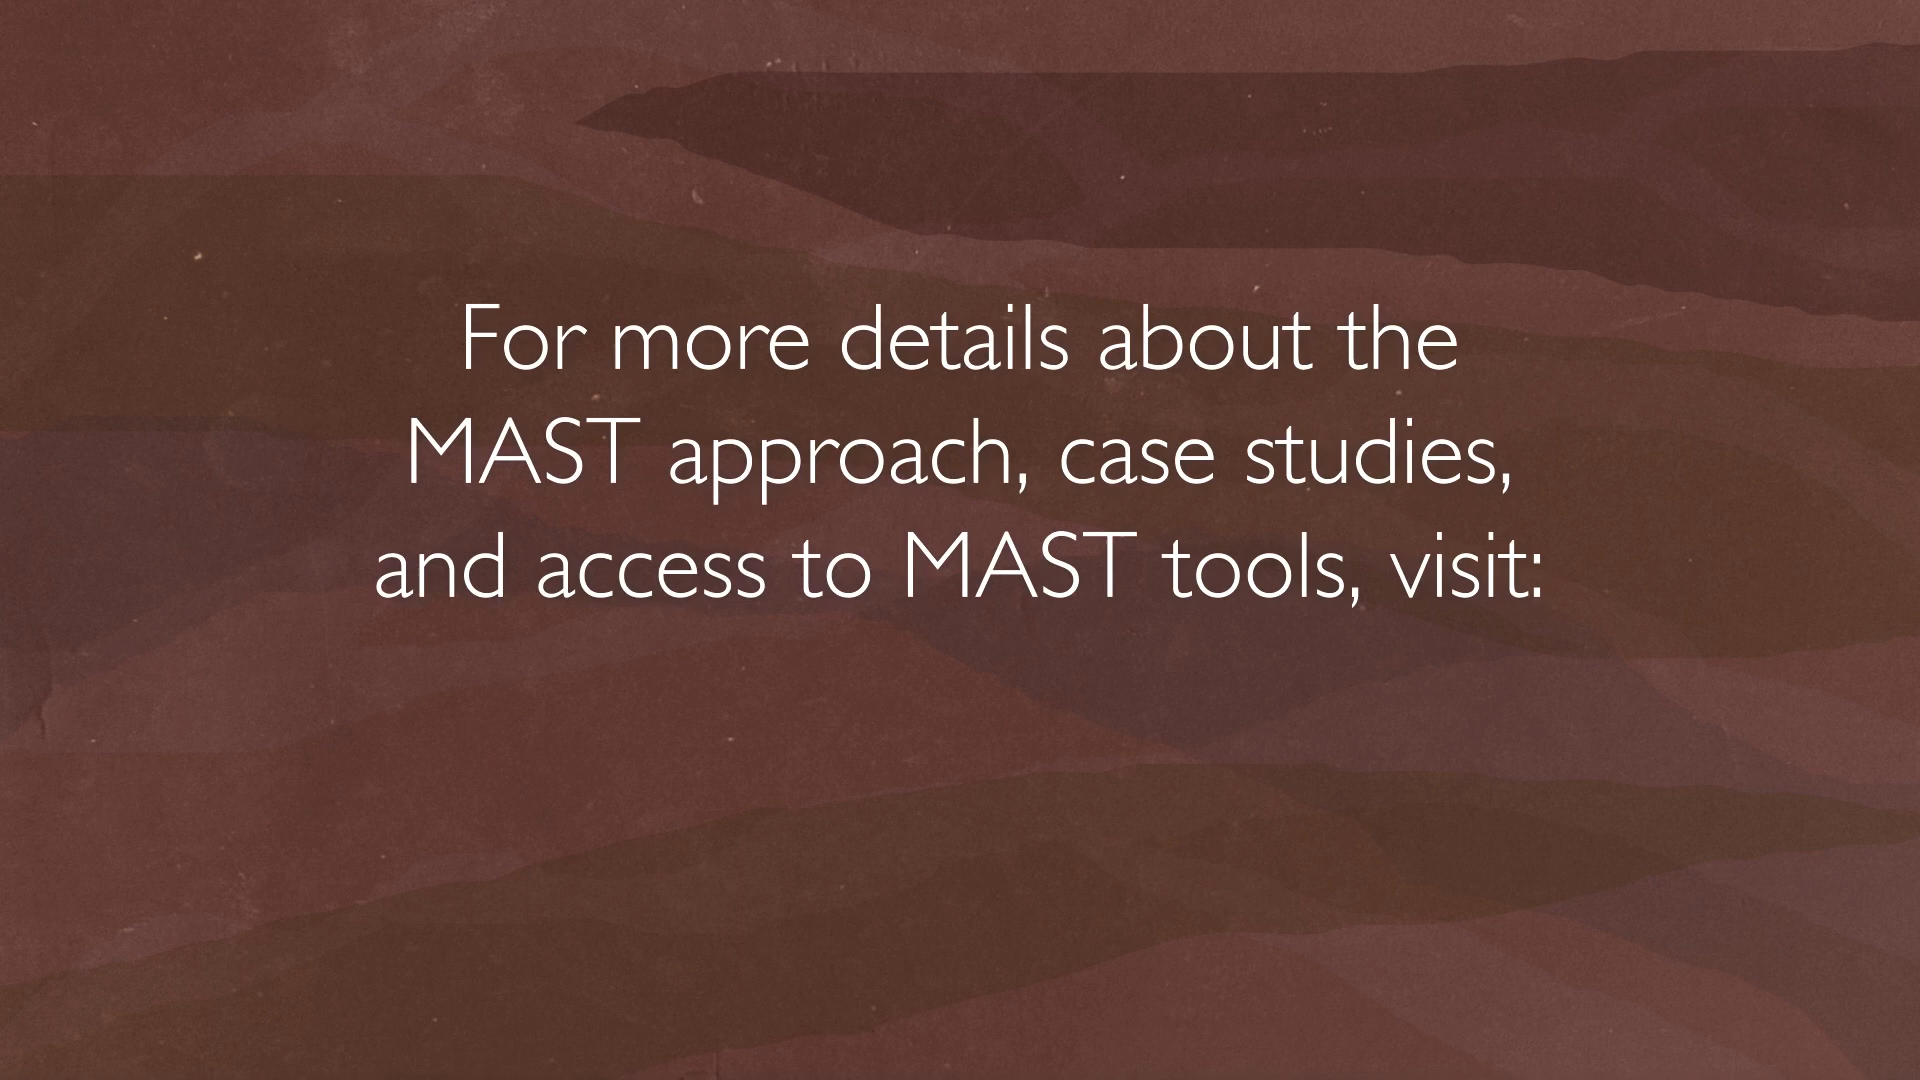 For more details about the
MAST approach, case studies,
and access to MAST tools, visit: